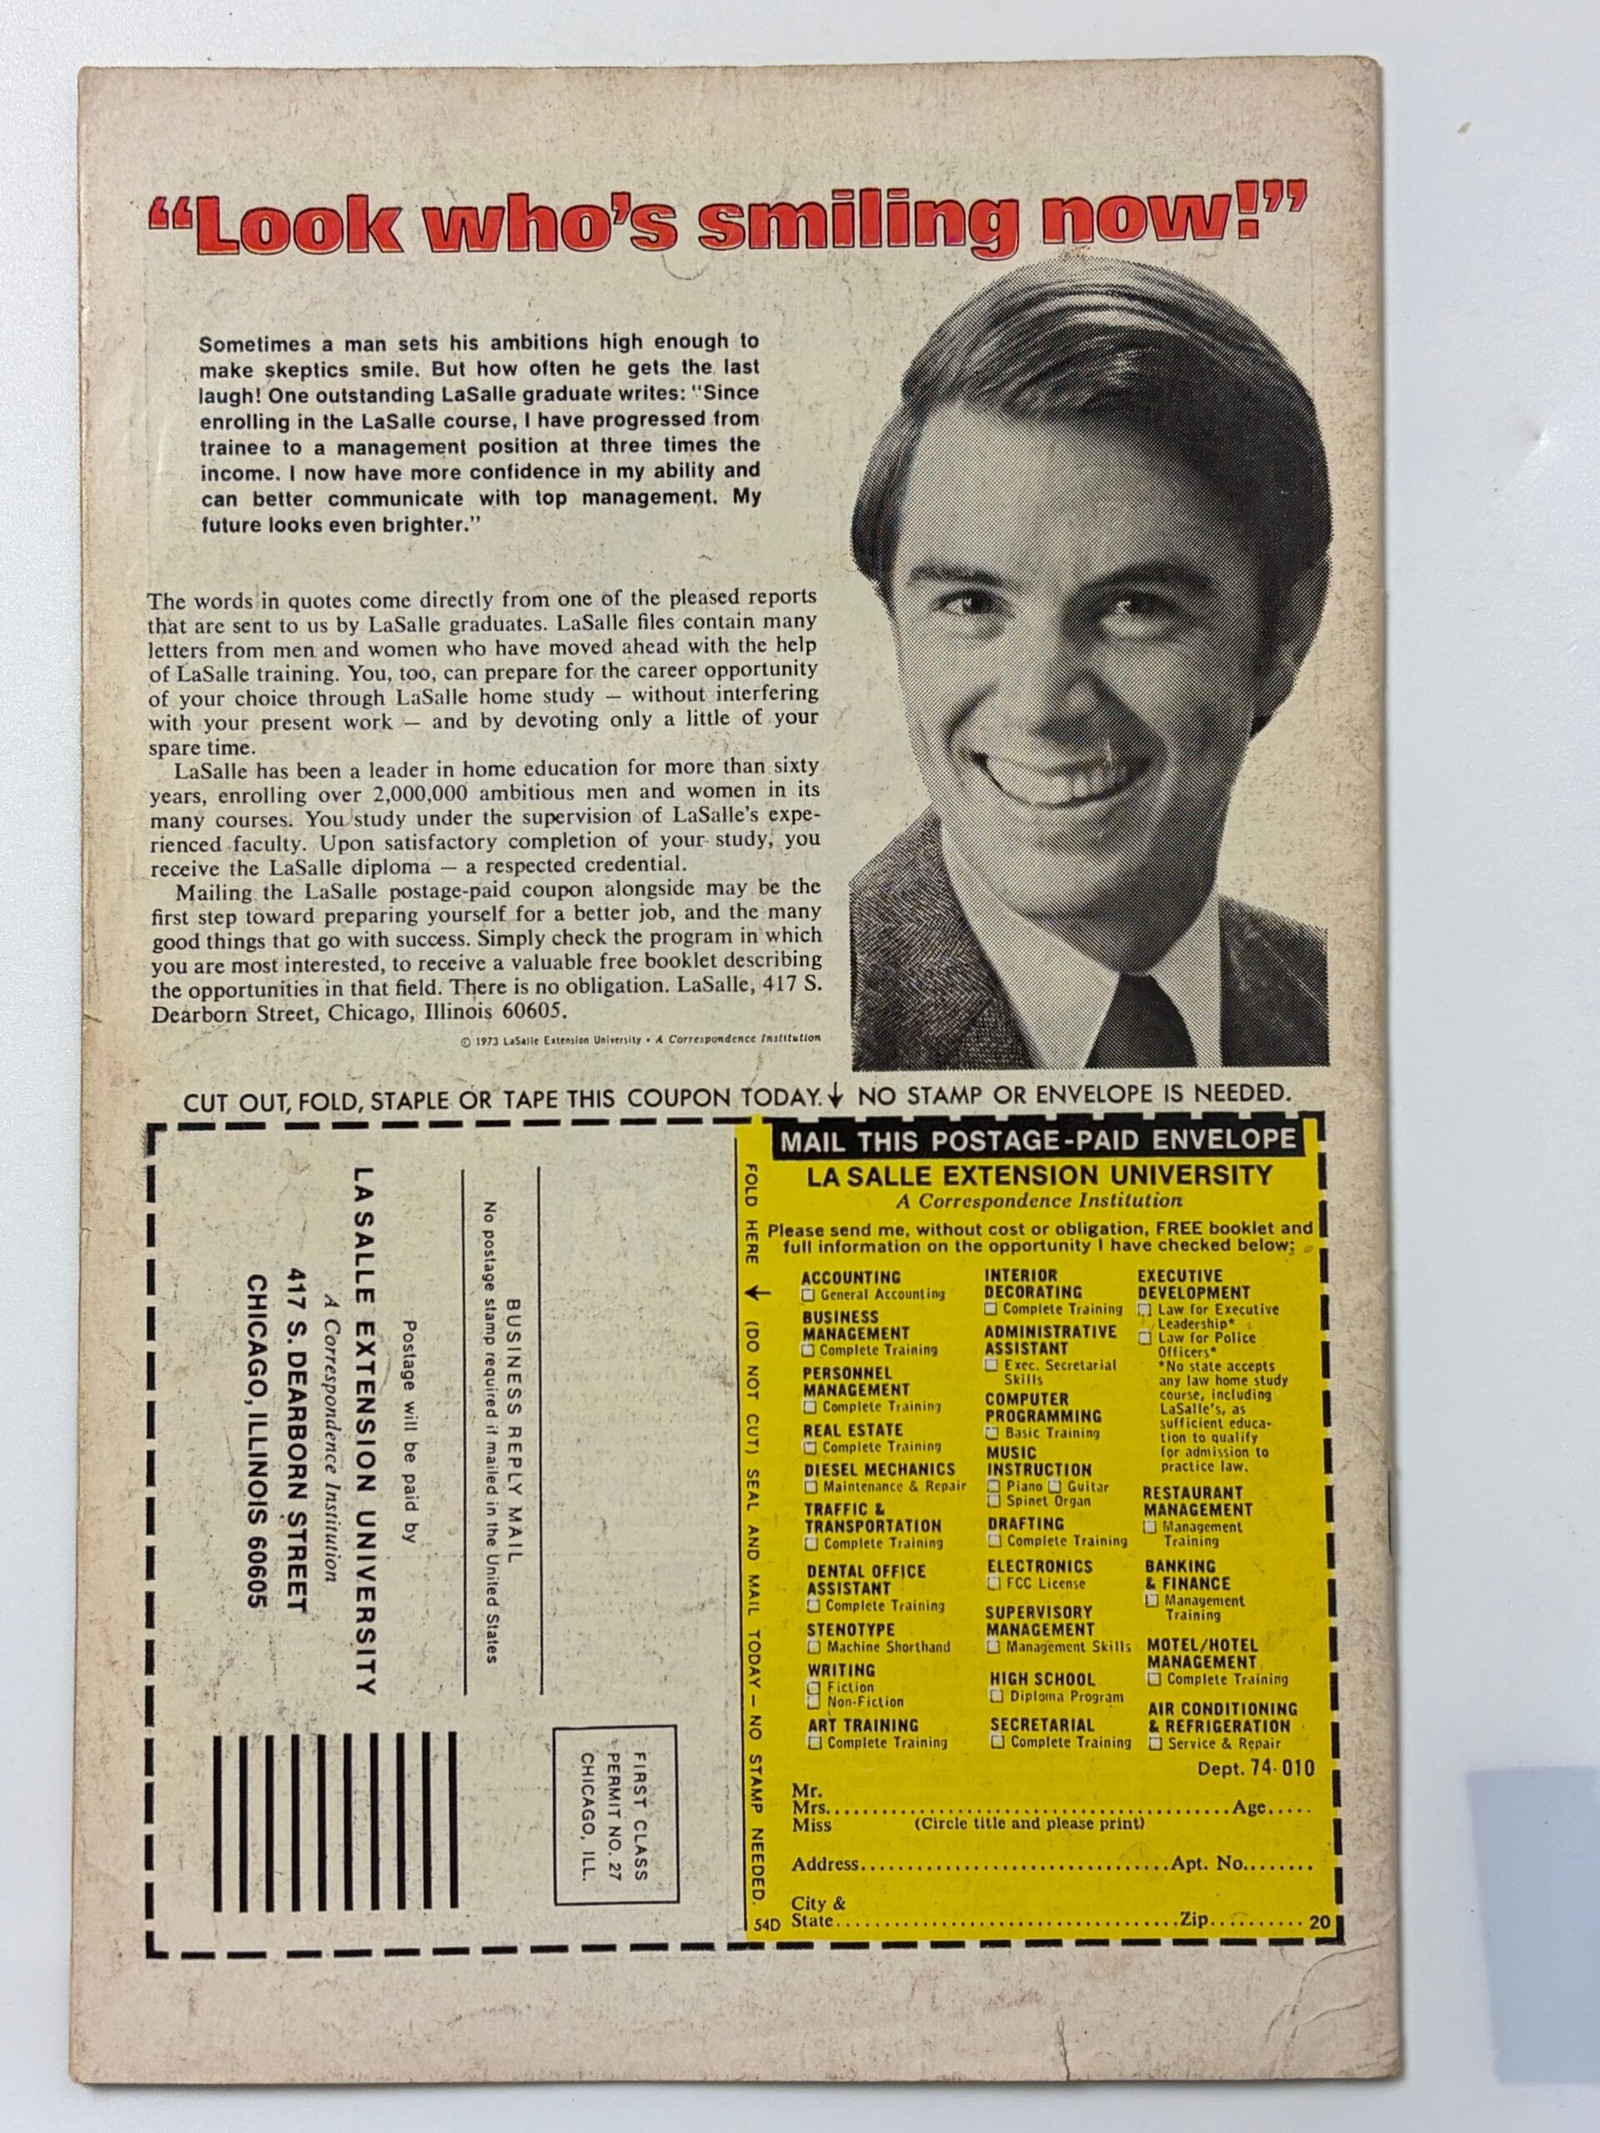 “Look who's smiling now!”
Sometimes a man sets his ambitions high enough to
make skeptics smile. But how often he gets the last
laugh! One outstanding LaSalle graduate writes: "Since
enrolling in the LaSalle course, I have progressed from
trainee to a management position at three times the
income. I now have more confidence in my ability and
can better communicate with top management. My
future looks even brighter."
The words in quotes come directly from one of the pleased reports
that are sent to us by LaSalle graduates. LaSalle files contain many
letters from men and women who have moved ahead with the help
of LaSalle training. You, too, can prepare for the career opportunity
of your choice through LaSalle home study — without interfering
with your present work — and by devoting only a little of your
spare time.
LaSalle has been a leader in home education for more than sixty
years, enrolling over 2,000,000 ambitious men and women in its
many courses. You study under the supervision of LaSalle's expe-
rienced faculty. Upon satisfactory completion of your study, you
receive the LaSalle diploma — a respected credential.
Mailing the LaSalle postage-paid coupon alongside may be the
first step toward preparing yourself for a better job, and the many
good things that go with success. Simply check the program in which
you are most interested, to receive a valuable free booklet describing
the opportunities in that field. There is no obligation. LaSalle, 417 S.
Dearborn Street, Chicago, Illinois 60605.
© 1973 LaSalle Extension University • A Correspondence Institution
CUT OUT, FOLD, STAPLE OR TAPE THIS COUPON TODAY.↓ NO STAMP OR ENVELOPE IS NEEDED.
FIRST CLASS
PERMIT NO. 27
CHICAGO, ILL.
BUSINESS REPLY MAIL
No postage stamp required if mailed in the United States
Postage will be paid by
LASALLE EXTENSION UNIVERSITY
A Correspondence Institution
417 S. DEARBORN STREET
CHICAGO, ILLINOIS 60605
FOLD HERE ↓ (DO NOT CUT) SEAL AND MAIL TODAY – NO STAMP NEEDED.
MAIL THIS POSTAGE-PAID ENVELOPE
LA SALLE EXTENSION UNIVERSITY
A Correspondence Institution
Please send me, without cost or obligation, FREE booklet and
full information on the opportunity I have checked below:
ACCOUNTING
☐ General Accounting
BUSINESS
MANAGEMENT
☐ Complete Training
PERSONNEL
MANAGEMENT
☐ Complete Training
REAL ESTATE
☐ Complete Training
DIESEL MECHANICS
☐ Maintenance & Repair
TRAFFIC &
TRANSPORTATION
☐ Complete Training
DENTAL OFFICE
ASSISTANT
☐ Complete Training
STENOTYPE
☐ Machine Shorthand
WRITING
☐ Fiction
☐ Non-Fiction
ART TRAINING
☐ Complete Training
INTERIOR
DECORATING
☐ Complete Training
ADMINISTRATIVE
ASSISTANT
☐ Exec. Secretarial
Skills
COMPUTER
PROGRAMMING
☐ Basic Training
MUSIC
INSTRUCTION
☐ Piano ☐ Guitar
☐ Spinet Organ
DRAFTING
☐ Complete Training
ELECTRONICS
☐ FCC License
SUPERVISORY
MANAGEMENT
☐ Management Skills
HIGH SCHOOL
☐ Diploma Program
SECRETARIAL
☐ Complete Training
EXECUTIVE
DEVELOPMENT
☐ Law for Executive
Leadership*
☐ Law for Police
Officers*
*No state accepts
any law home study
course, including
LaSalle's, as
sufficient educa-
tion to qualify
for admission to
practice law.
RESTAURANT
MANAGEMENT
☐ Management
Training
BANKING
& FINANCE
☐ Management
Training
MOTEL/HOTEL
MANAGEMENT
☐ Complete Training
AIR CONDITIONING
& REFRIGERATION
☐ Service & Repair
Dept. 74-010
Mr.
Mrs. Age
Miss (Circle title and please print)
Address Apt. No.
City &
State Zip 20
54D